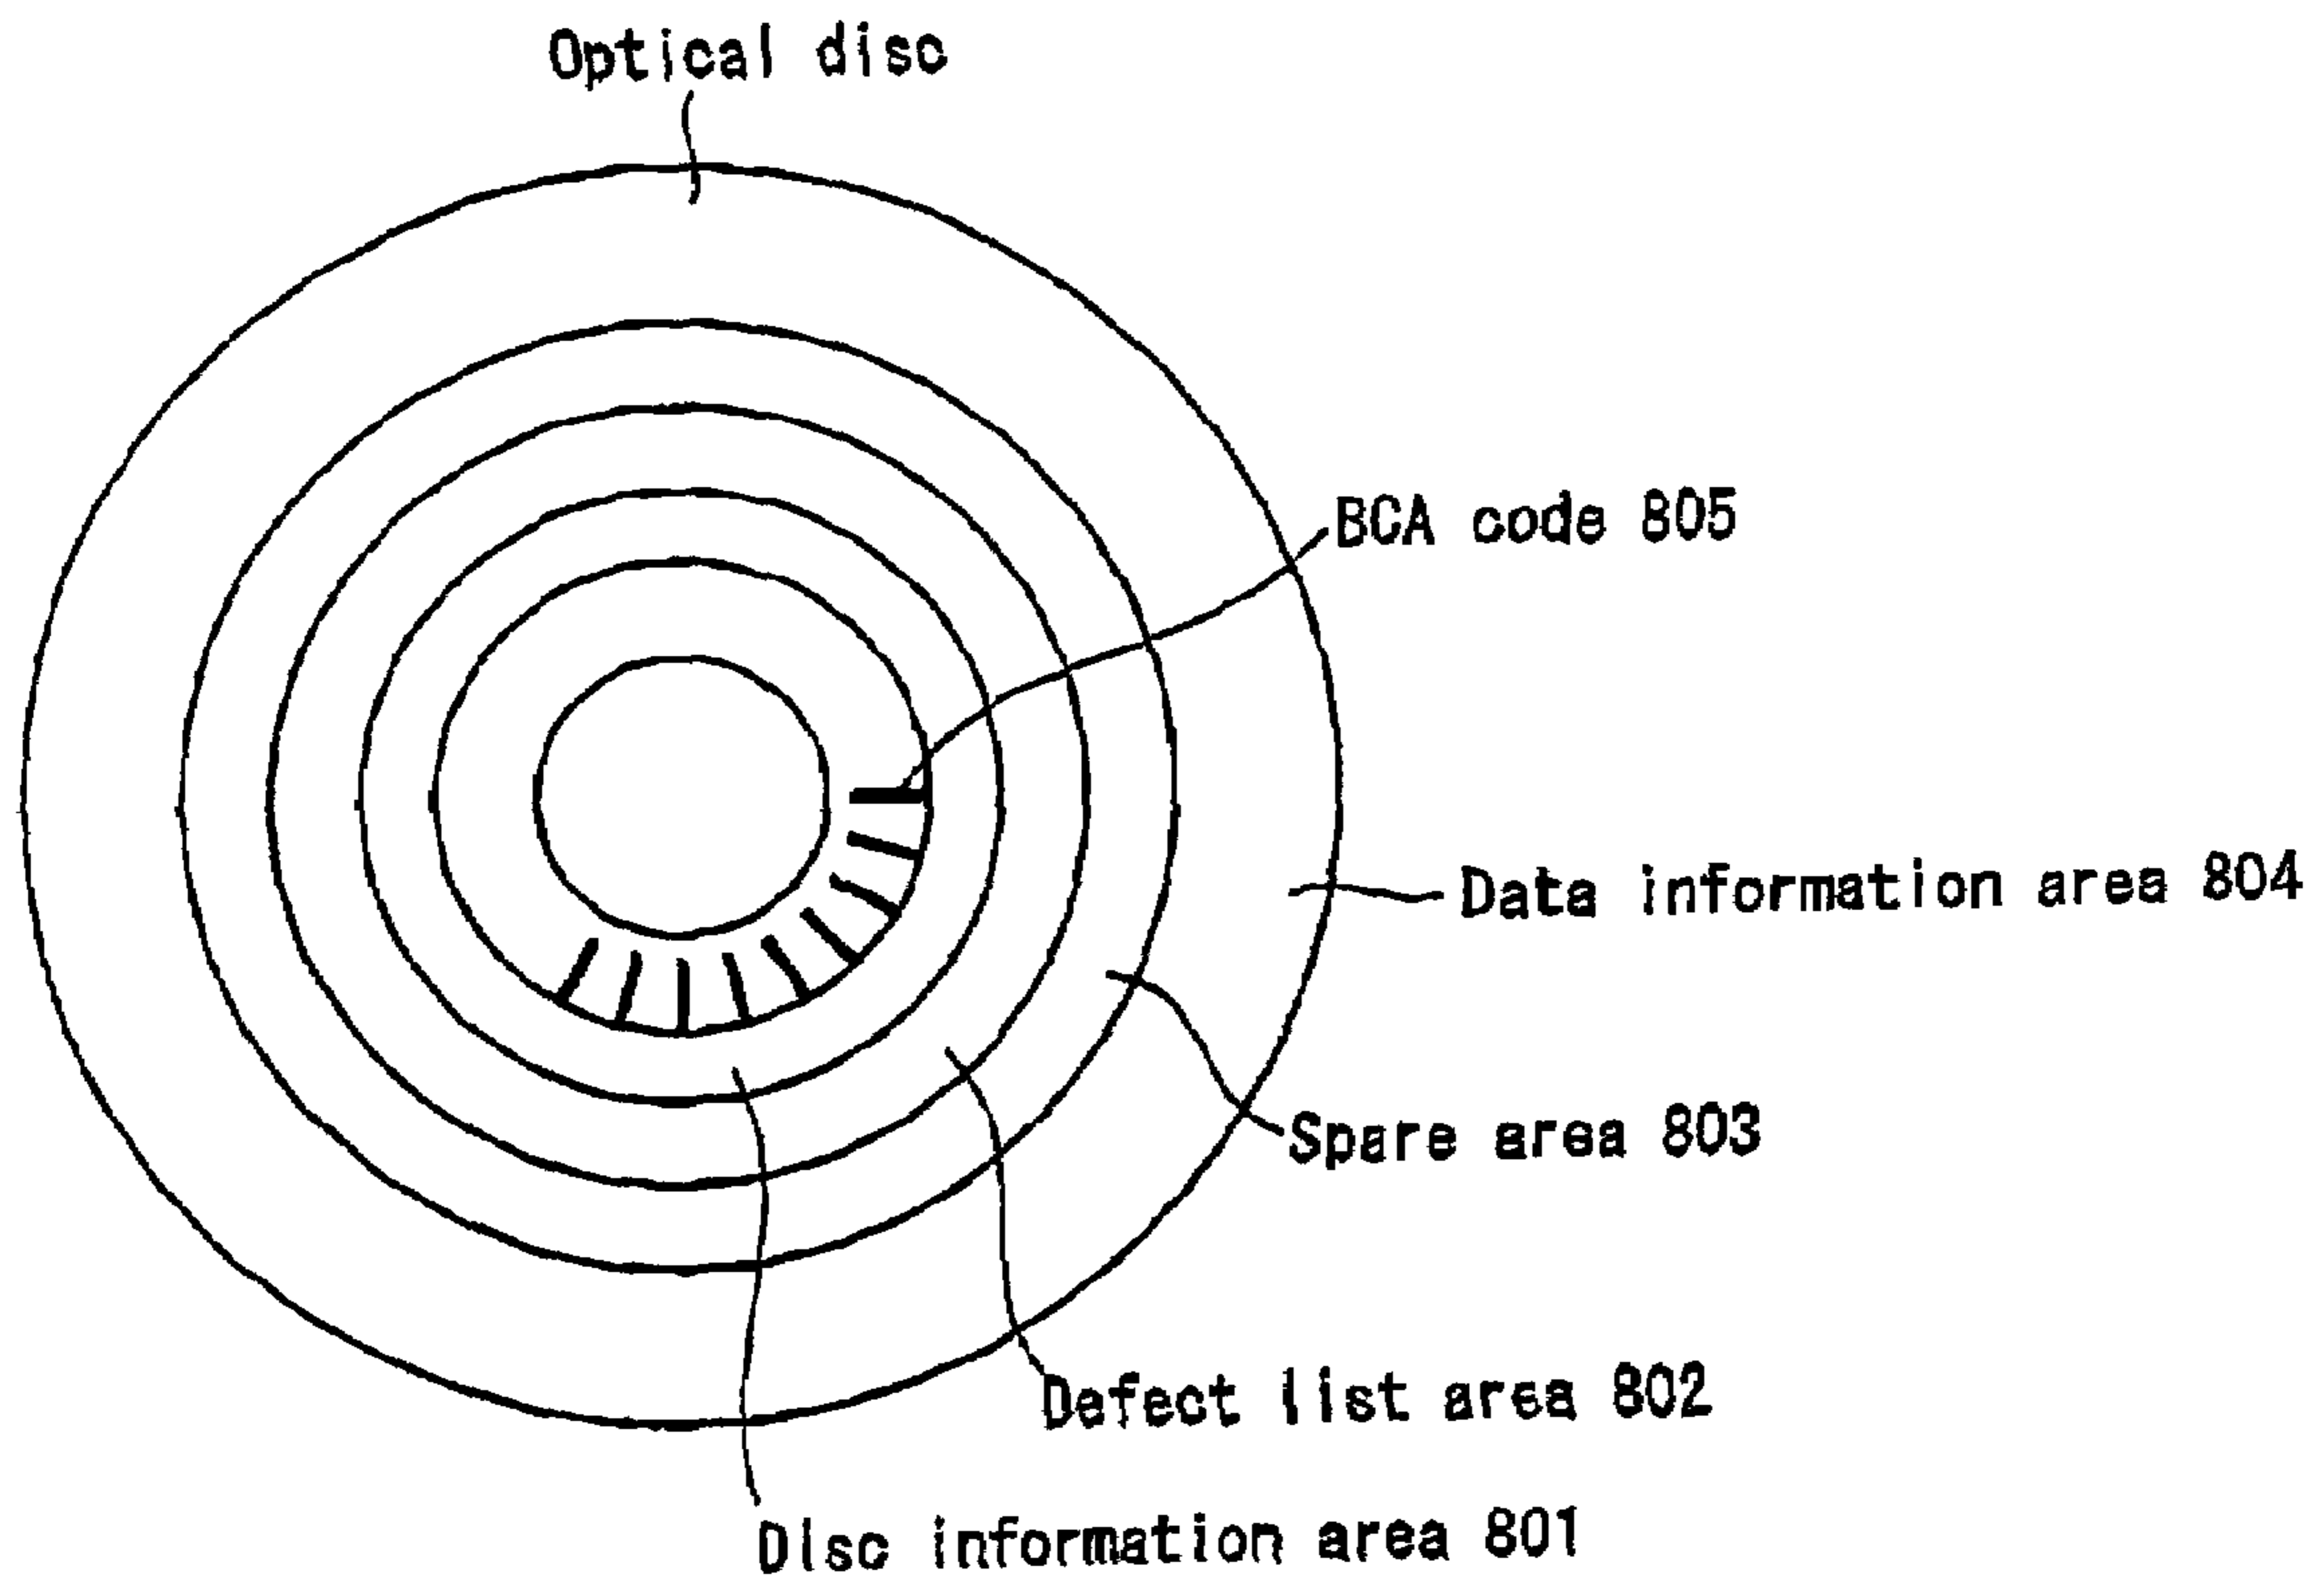 Optical disc
BCA code 805
Data information area 804
Spare area 803
Defect list area 802
Disc information area 801